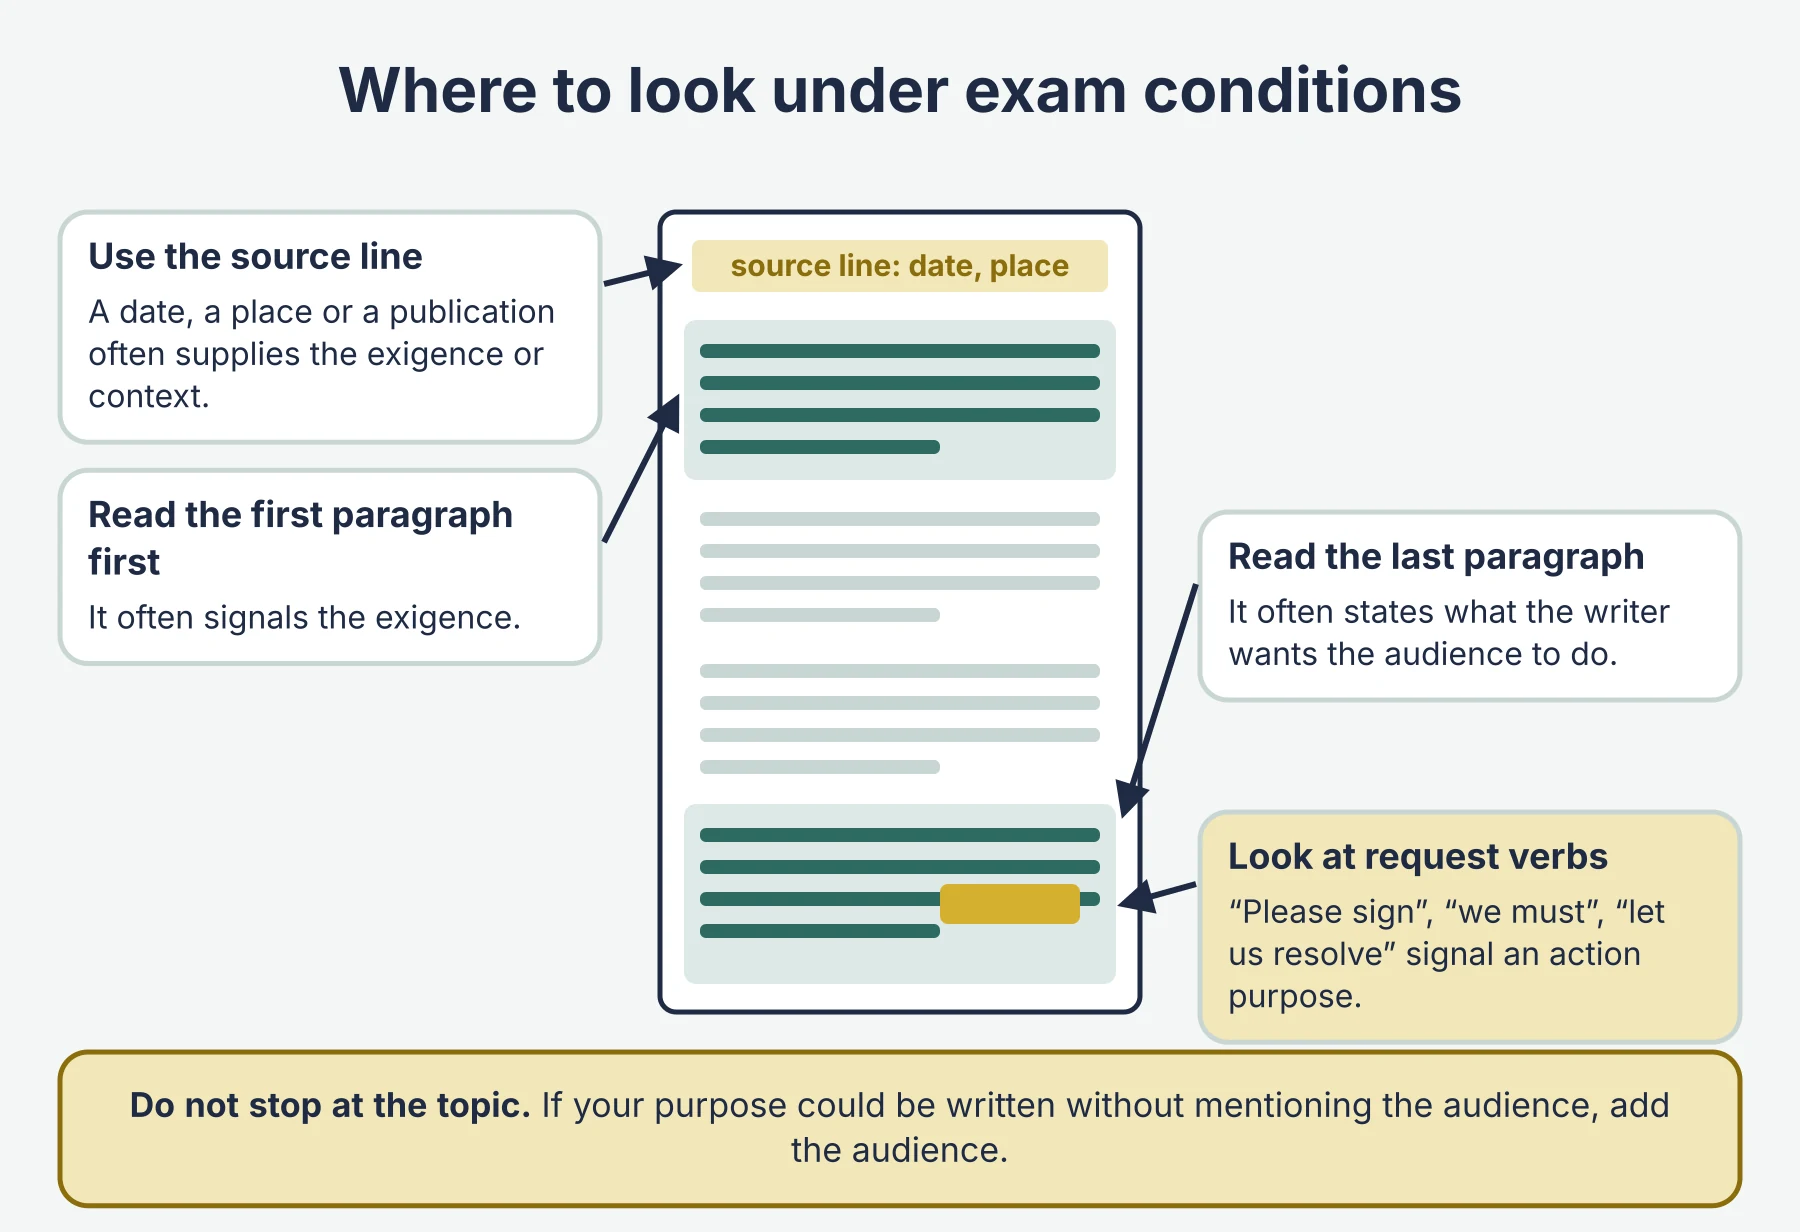 Where to look under exam conditions
Use the source line
A date, a place or a publication
often supplies the exigence or
context.
source line: date, place
Read the first paragraph
first
It often signals the exigence.
Read the last paragraph
It often states what the writer
wants the audience to do.
Look at request verbs
“Please sign”, “we must”, “let
us resolve” signal an action
purpose.
Do not stop at the topic. If your purpose could be written without mentioning the audience, add
the audience.